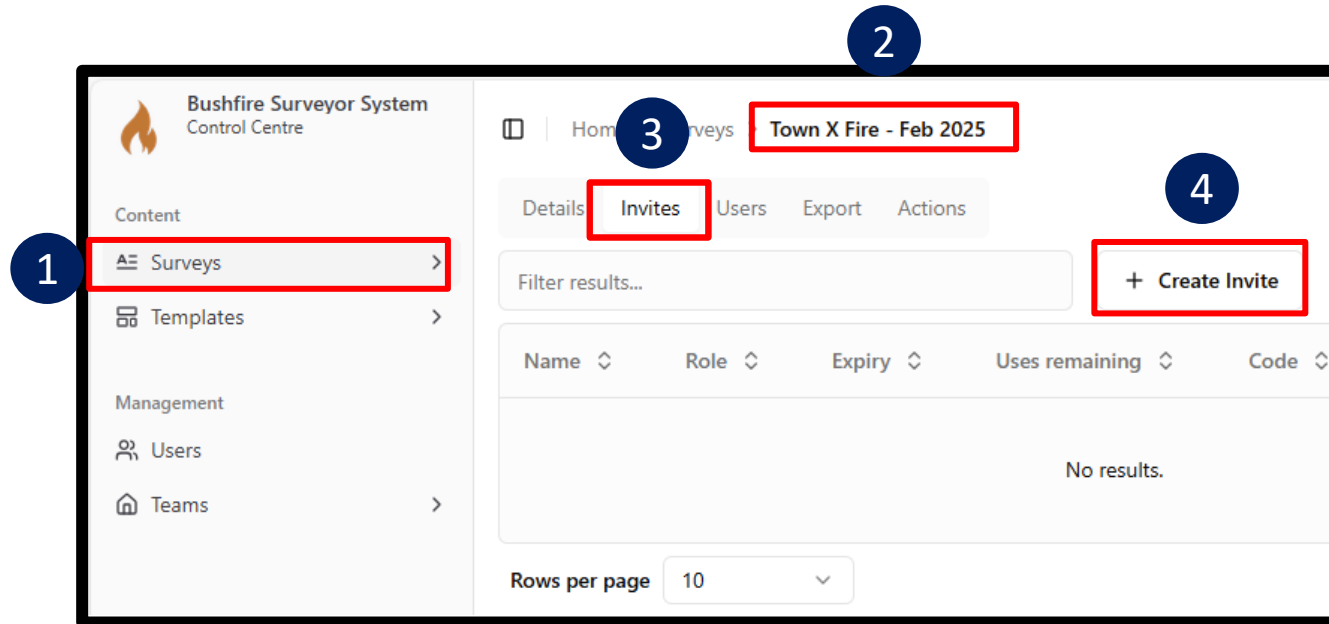 2
Bushfire Surveyor System
Control Centre
Hom
3
rveys
Town X Fire - Feb 2025
4
Details Invites Users Export Actions
Content
1
Surveys
Filter results...
+ Create Invite
Templates
Name Role Expiry Uses remaining Code
Management
Users
No results.
Teams
Rows per page 10